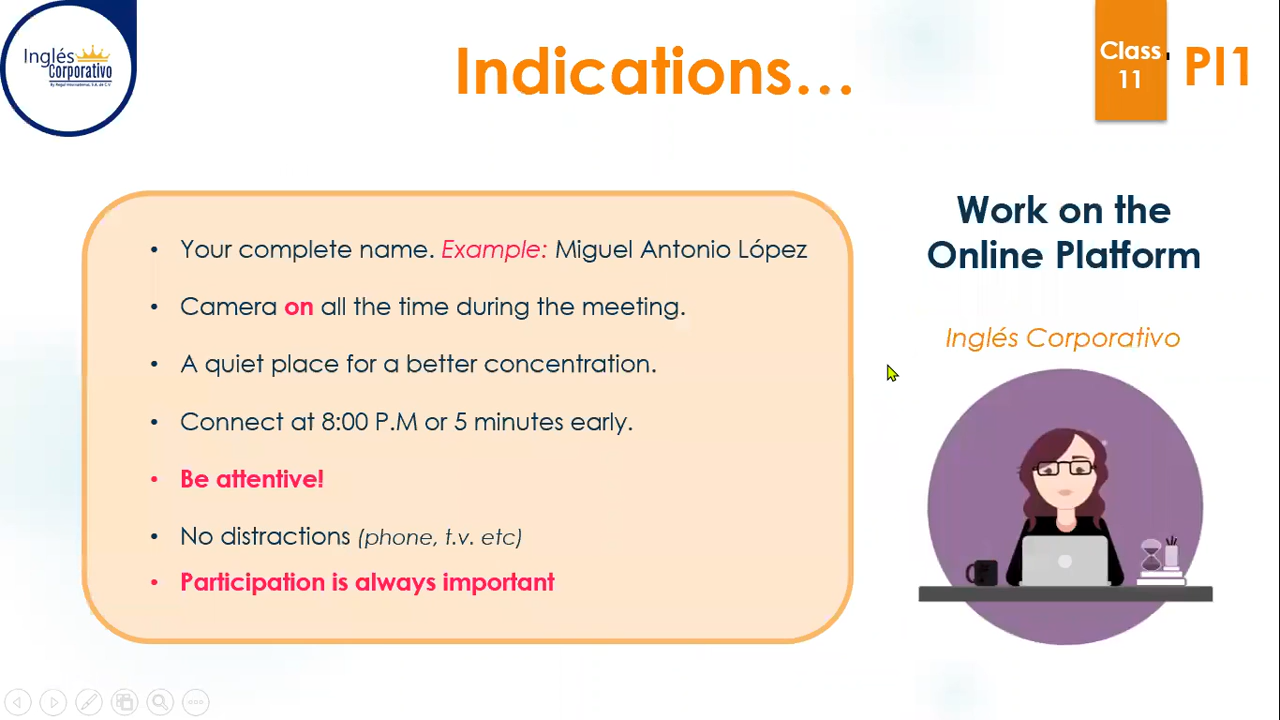 Inglés
Corporativo
Indications...
Class
11
PI1
• Your complete name. Example: Miguel Antonio López
• Camera on all the time during the meeting.
• A quiet place for a better concentration.
• Connect at 8:00 P.M or 5 minutes early.
• Be attentive!
• No distractions (phone, t.v. etc)
• Participation is always important
Work on the
Online Platform
Inglés Corporativo